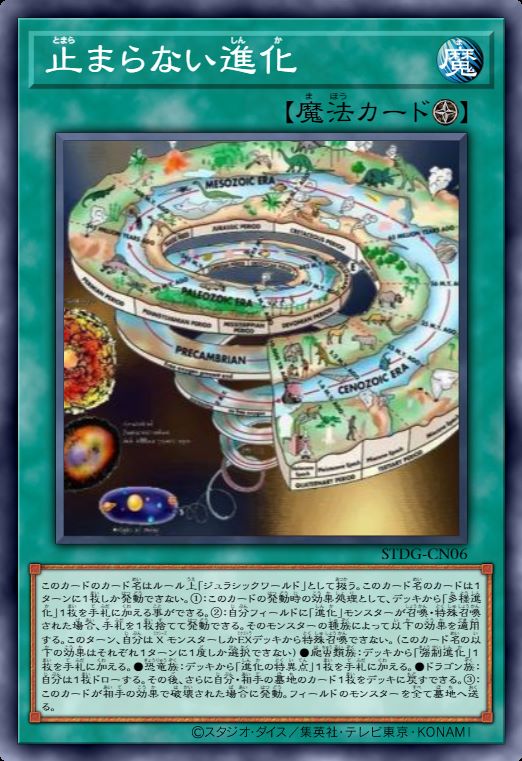 止まらない進化
魔
【魔法カード】
MESOZOIC ERA
JURASSIC PERIOD
CRETACEOUS PERIOD
PERMIAN PERIOD
PALEOZOIC ERA
PENNSYLVANIAN PERIOD
MISSISSIPPIAN PERIOD
DEVONIAN PERIOD
PRECAMBRIAN
CENOZOIC ERA
QUATERNARY PERIOD
TERTIARY PERIOD
STDG-CN06
このカードのカード名はルール上「ジュラシックワールド」として扱う。このカード名のカードは1
ターンに1枚しか発動できない。①：このカードの発動時の効果処理として、デッキから「多様進
化」1枚を手札に加える事ができる。②：自分フィールドに「進化」モンスターが召喚・特殊召喚
された場合、手札を1枚捨てて発動できる。そのモンスターの種族によって以下の効果を適用
する。このターン、自分はX モンスターしかEXデッキから特殊召喚できない。（このカード名の以
下の効果はそれぞれ1ターンに1度しか選択できない）●爬虫類族：デッキから「強制進化」1
枚を手札に加える。●恐竜族：デッキから「進化の特異点」1枚を手札に加える。●ドラゴン族：
自分は1枚ドローする。その後、さらに自分・相手の墓地のカード1枚をデッキに戻すできる。③：
このカードが相手の効果で破壊された場合に発動。フィールドのモンスターを全て墓地へ送
る。
©スタジオ・ダイス／集英社・テレビ東京・KONAMI